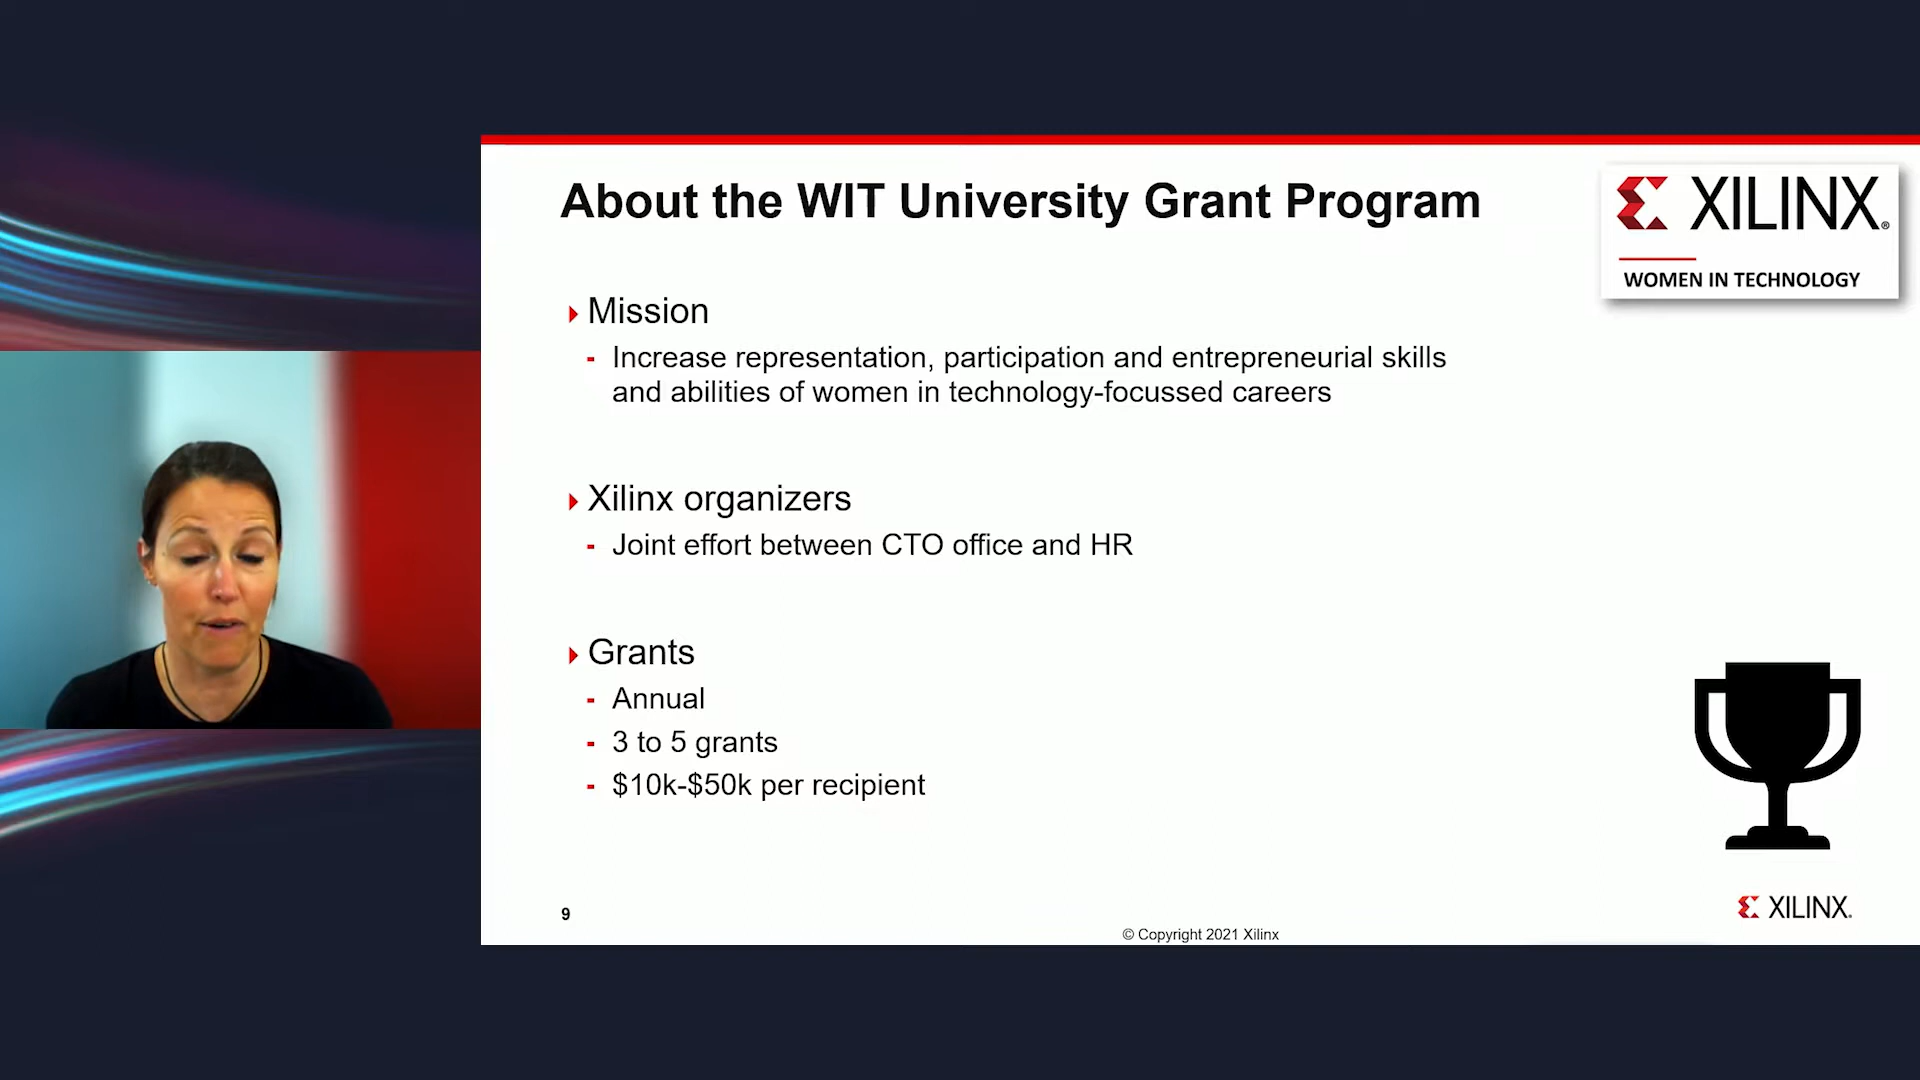 About the WIT University Grant Program
XILINX®
WOMEN IN TECHNOLOGY
Mission
- Increase representation, participation and entrepreneurial skills
and abilities of women in technology-focussed careers
Xilinx organizers
- Joint effort between CTO office and HR
Grants
- Annual
- 3 to 5 grants
- $10k-$50k per recipient
9
© Copyright 2021 Xilinx
XILINX.